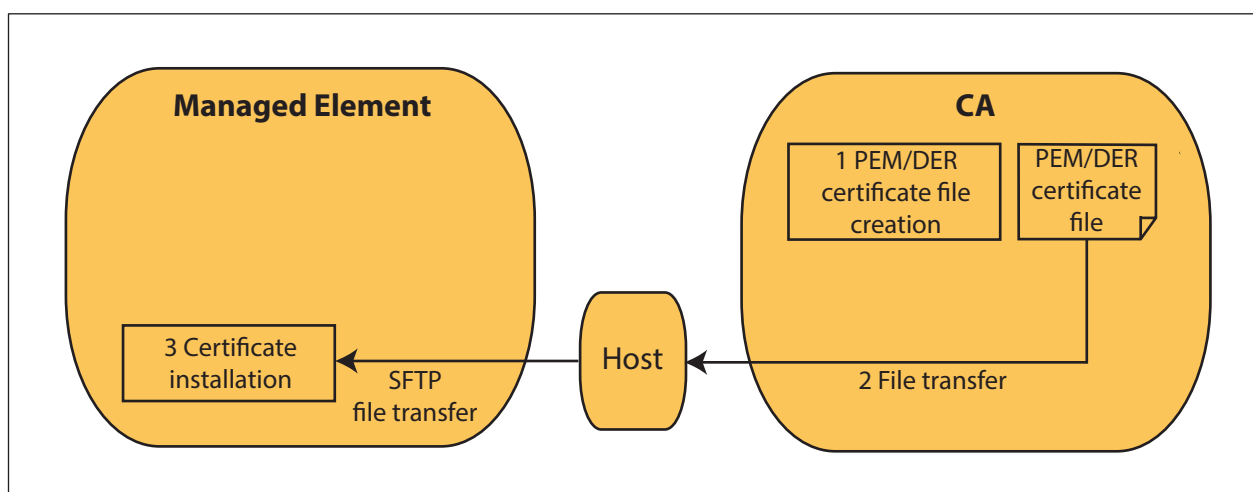 Managed Element
CA
1 PEM/DER
certificate file
creation
PEM/DER
certificate
file
3 Certificate
installation
SFTP
file transfer
Host
2 File transfer